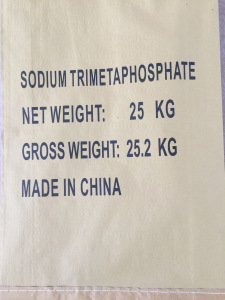 SODIUM TRIMETAPHOSPHATE
NET WEIGHT: 25 KG
GROSS WEIGHT: 25.2 KG
MADE IN CHINA